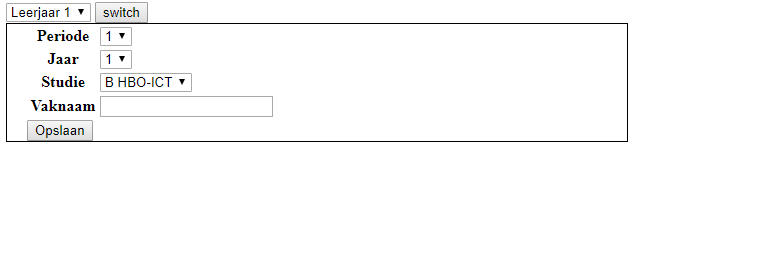 Leerjaar 1 switch
Periode 1
Jaar 1
Studie B HBO-ICT
Vaknaam
Opslaan